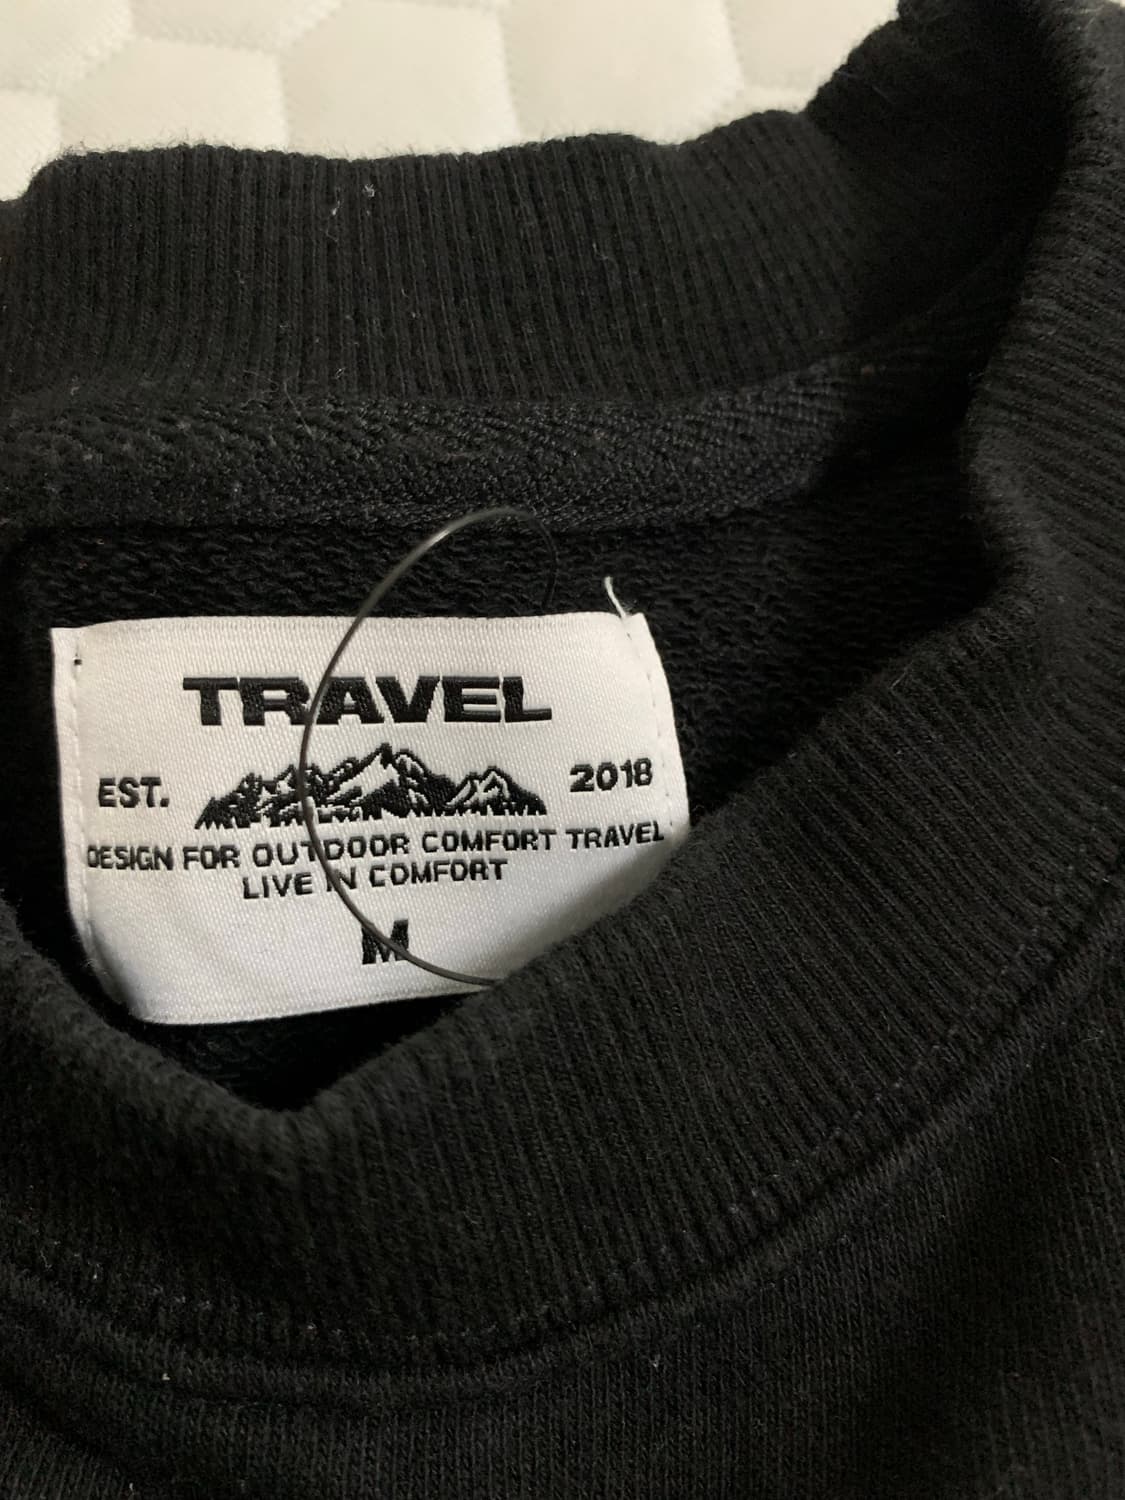 TRAVEL
EST. 2018
DESIGN FOR OUTDOOR COMFORT TRAVEL
LIVE IN COMFORT
M